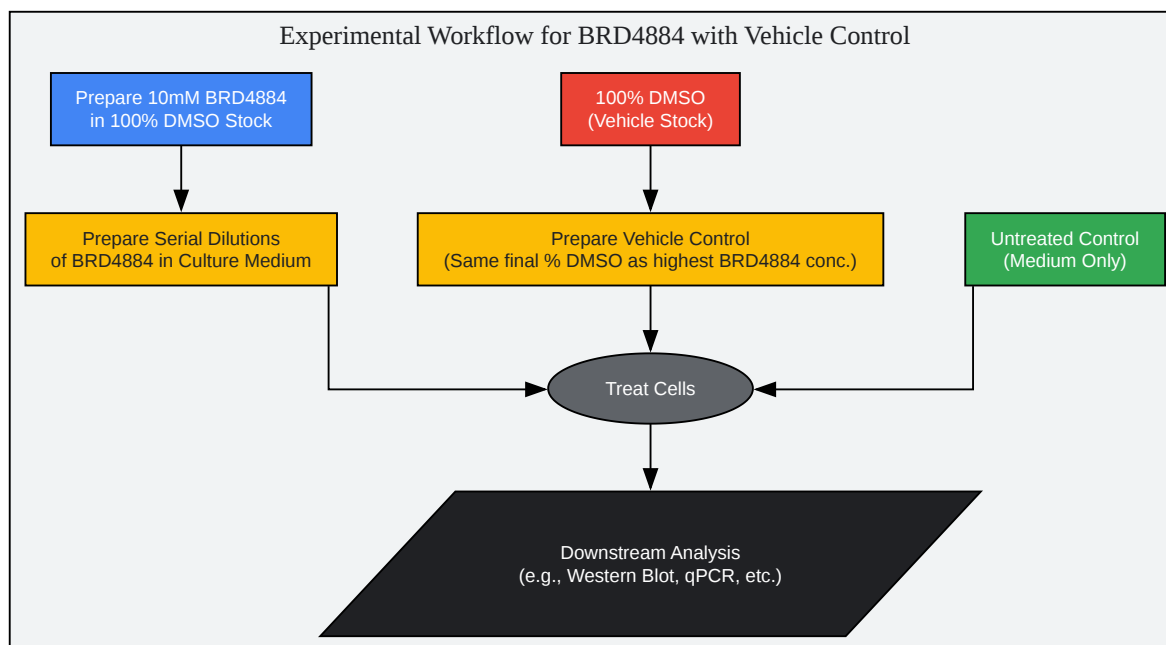 Experimental Workflow for BRD4884 with Vehicle Control
Prepare 10mM BRD4884
in 100% DMSO Stock
100% DMSO
(Vehicle Stock)
Prepare Serial Dilutions
of BRD4884 in Culture Medium
Prepare Vehicle Control
(Same final % DMSO as highest BRD4884 conc.)
Untreated Control
(Medium Only)
Treat Cells
Downstream Analysis
(e.g., Western Blot, qPCR, etc.)